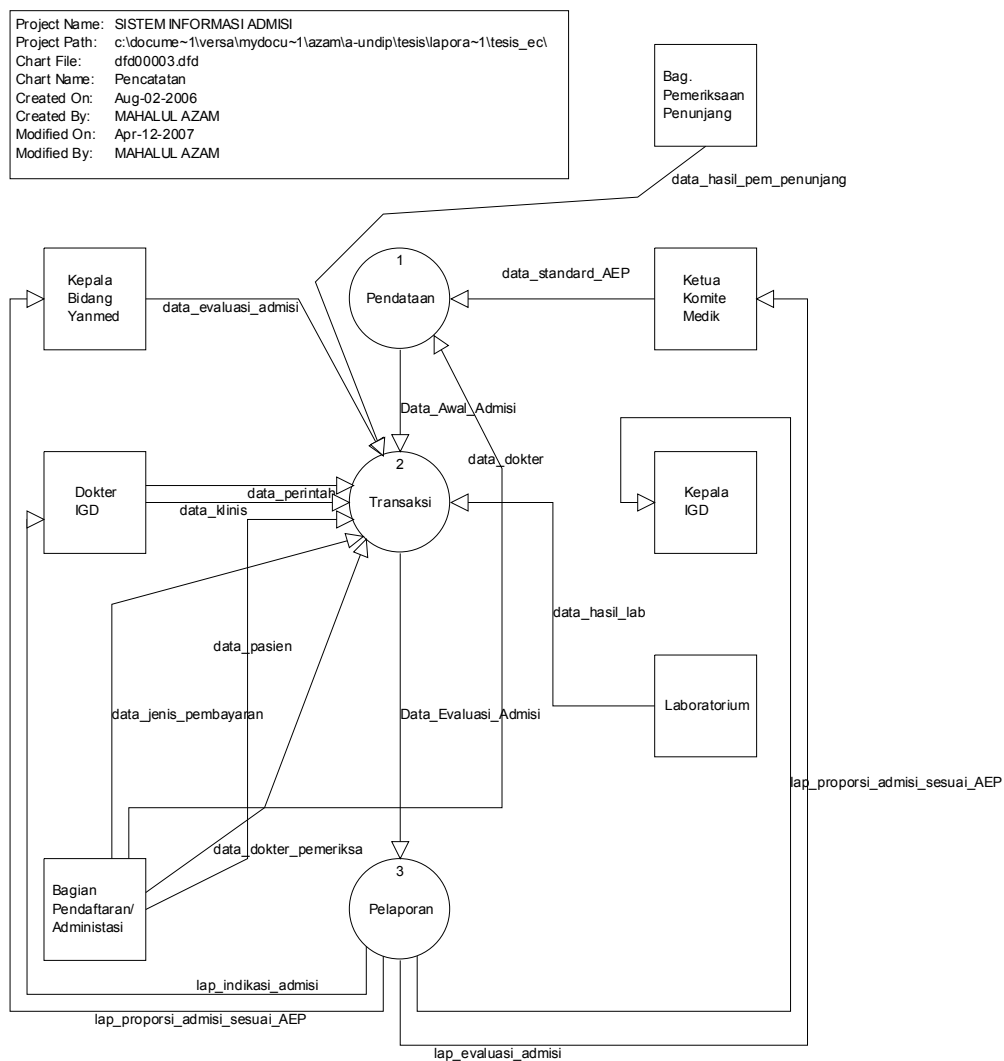 Project Name: SISTEM INFORMASI ADMISI
Project Path: c:\docume~1\versa\mydocu~1\azam\a-undip\tesis\lapora~1\tesis_ec\
Chart File: dfd00003.dfd
Chart Name: Pencatatan
Created On: Aug-02-2006
Created By: MAHALUL AZAM
Modified On: Apr-12-2007
Modified By: MAHALUL AZAM
Bag.
Pemeriksaan
Penunjang
data_hasil_pem_penunjang
Kepala
Bidang
Yanmed
data_evaluasi_admisi
1
Pendataan
data_standard_AEP
Ketua
Komite
Medik
Data_Awal_Admisi
data_dokter
Dokter
IGD
data_perintah
data_klinis
2
Transaksi
Kepala
IGD
data_hasil_lab
data_pasien
data_jenis_pembayaran
Data_Evaluasi_Admisi
Laboratorium
lap_proporsi_admisi_sesuai_AEP
data_dokter_pemeriksa
Bagian
Pendaftaran/
Administasi
3
Pelaporan
lap_indikasi_admisi
lap_proporsi_admisi_sesuai_AEP
lap_evaluasi_admisi